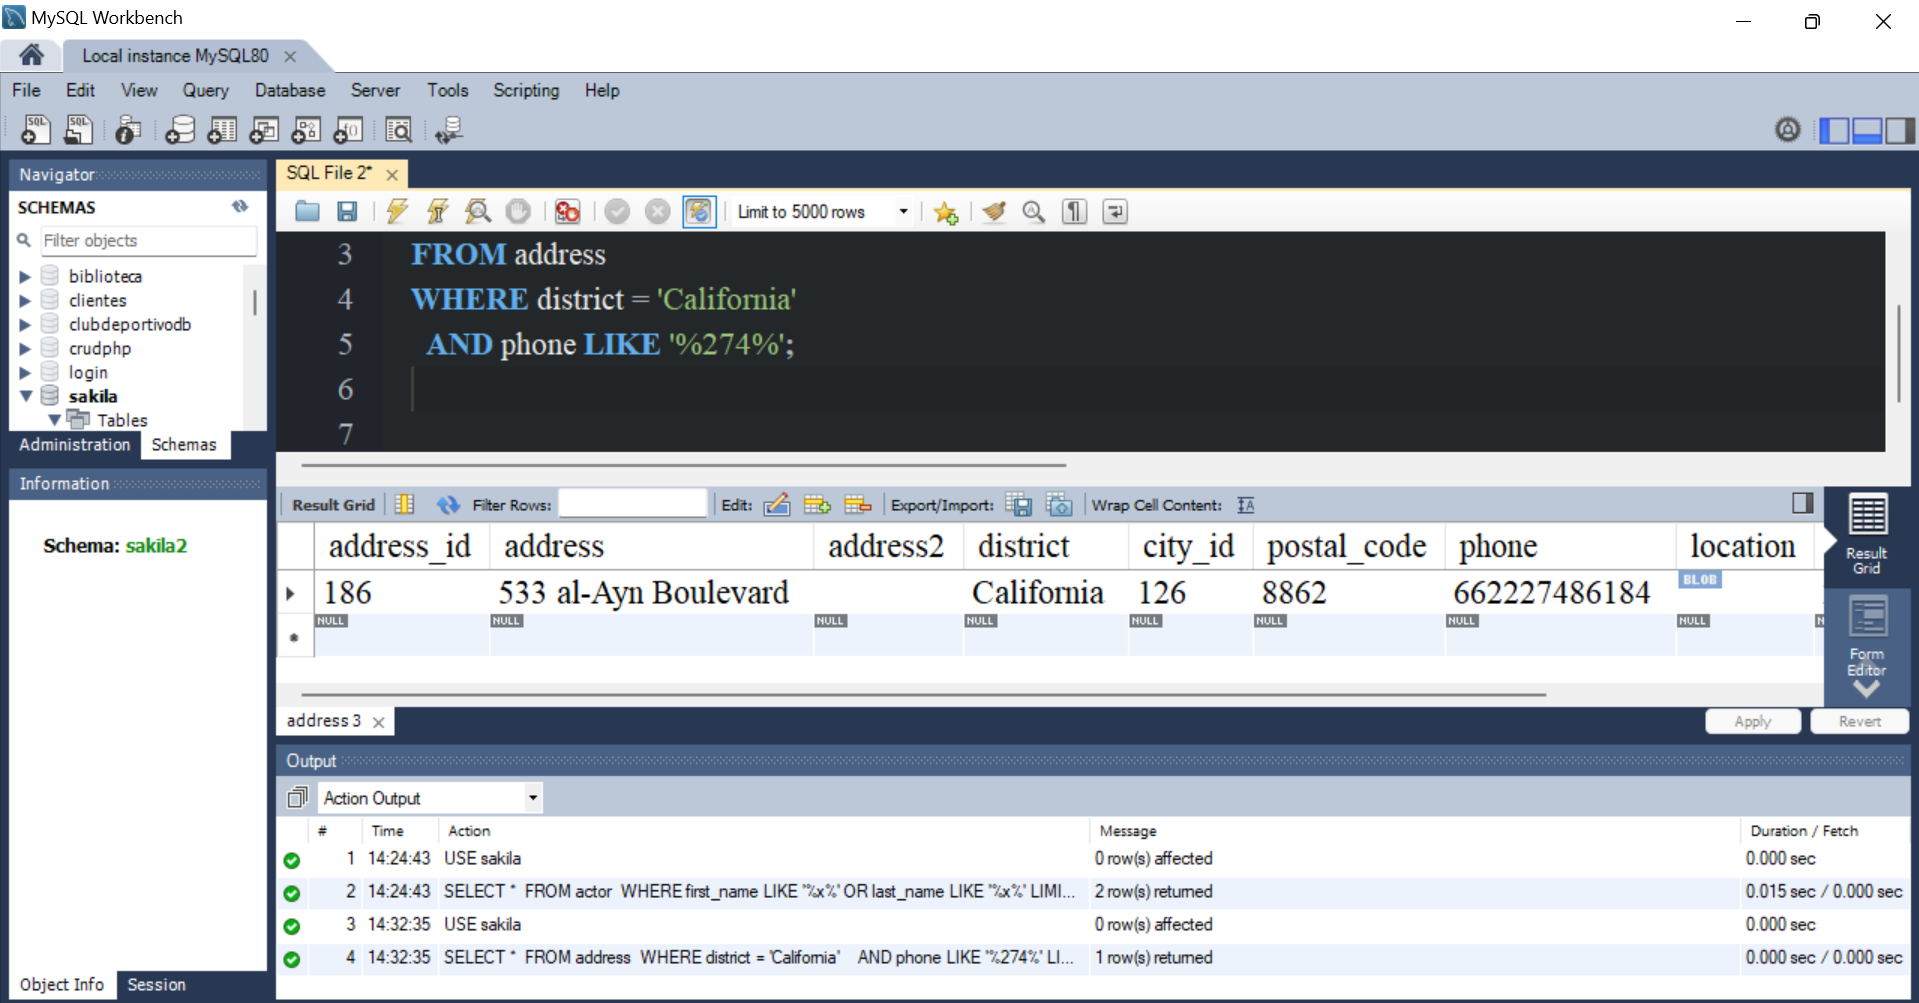 MySQL Workbench
Local instance MySQL80
File Edit View Query Database Server Tools Scripting Help
Navigator
SCHEMAS
Filter objects
biblioteca
clientes
clubdeportivodb
crudphp
login
sakila
Tables
Administration Schemas
Information
Schema: sakila2
Object Info Session
SQL File 2*
Limit to 5000 rows
3 FROM address
4 WHERE district = 'California'
5 AND phone LIKE '%274%';
6
7
Result Grid Filter Rows: Edit: Export/Import: Wrap Cell Content:
address_id address address2 district city_id postal_code phone location
186 533 al-Ayn Boulevard California 126 8862 662227486184 BLOB
NULL NULL NULL NULL NULL NULL NULL NULL
Result Grid
Form Editor
address 3
Apply Revert
Output
Action Output
# Time Action Message Duration / Fetch
1 14:24:43 USE sakila 0 row(s) affected 0.000 sec
2 14:24:43 SELECT * FROM actor WHERE first_name LIKE '%x%' OR last_name LIKE '%x%' LIMI... 2 row(s) returned 0.015 sec / 0.000 sec
3 14:32:35 USE sakila 0 row(s) affected 0.000 sec
4 14:32:35 SELECT * FROM address WHERE district = 'California' AND phone LIKE '%274%' LI... 1 row(s) returned 0.000 sec / 0.000 sec